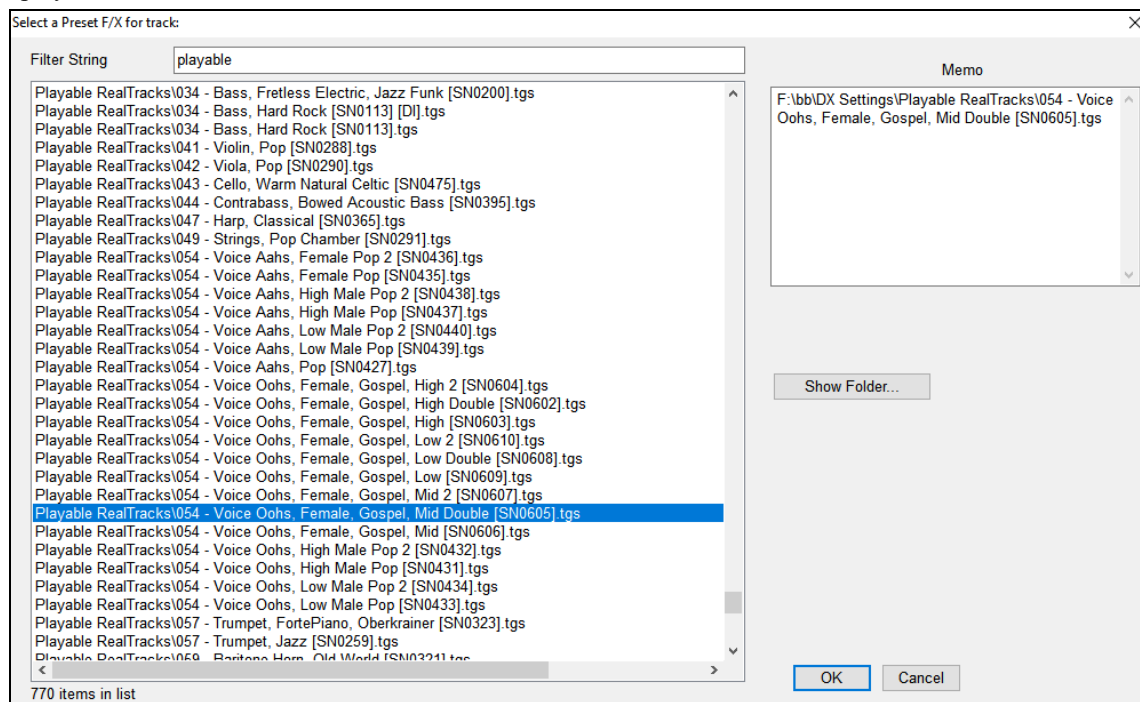 Select a Preset F/X for track:
Filter String
playable
Playable RealTracks\034 - Bass, Fretless Electric, Jazz Funk [SN0200].tgs
Playable RealTracks\034 - Bass, Hard Rock [SN0113] [DI].tgs
Playable RealTracks\034 - Bass, Hard Rock [SN0113].tgs
Playable RealTracks\041 - Violin, Pop [SN0288].tgs
Playable RealTracks\042 - Viola, Pop [SN0290].tgs
Playable RealTracks\043 - Cello, Warm Natural Celtic [SN0475].tgs
Playable RealTracks\044 - Contrabass, Bowed Acoustic Bass [SN0395].tgs
Playable RealTracks\047 - Harp, Classical [SN0365].tgs
Playable RealTracks\049 - Strings, Pop Chamber [SN0291].tgs
Playable RealTracks\054 - Voice Aahs, Female Pop 2 [SN0436].tgs
Playable RealTracks\054 - Voice Aahs, Female Pop [SN0435].tgs
Playable RealTracks\054 - Voice Aahs, High Male Pop 2 [SN0438].tgs
Playable RealTracks\054 - Voice Aahs, High Male Pop [SN0437].tgs
Playable RealTracks\054 - Voice Aahs, Low Male Pop 2 [SN0440].tgs
Playable RealTracks\054 - Voice Aahs, Low Male Pop [SN0439].tgs
Playable RealTracks\054 - Voice Aahs, Pop [SN0427].tgs
Playable RealTracks\054 - Voice Oohs, Female, Gospel, High 2 [SN0604].tgs
Playable RealTracks\054 - Voice Oohs, Female, Gospel, High Double [SN0602].tgs
Playable RealTracks\054 - Voice Oohs, Female, Gospel, High [SN0603].tgs
Playable RealTracks\054 - Voice Oohs, Female, Gospel, Low 2 [SN0610].tgs
Playable RealTracks\054 - Voice Oohs, Female, Gospel, Low Double [SN0608].tgs
Playable RealTracks\054 - Voice Oohs, Female, Gospel, Low [SN0609].tgs
Playable RealTracks\054 - Voice Oohs, Female, Gospel, Mid 2 [SN0607].tgs
Playable RealTracks\054 - Voice Oohs, Female, Gospel, Mid Double [SN0605].tgs
Playable RealTracks\054 - Voice Oohs, Female, Gospel, Mid [SN0606].tgs
Playable RealTracks\054 - Voice Oohs, High Male Pop 2 [SN0432].tgs
Playable RealTracks\054 - Voice Oohs, High Male Pop [SN0431].tgs
Playable RealTracks\054 - Voice Oohs, Low Male Pop 2 [SN0434].tgs
Playable RealTracks\054 - Voice Oohs, Low Male Pop [SN0433].tgs
Playable RealTracks\057 - Trumpet, FortePiano, Oberkrainer [SN0323].tgs
Playable RealTracks\057 - Trumpet, Jazz [SN0259].tgs
Playable RealTracks\069 - Baritone Horn, Old World [SN0321].tgs
770 items in list
Memo
F:\bb\DX Settings\Playable RealTracks\054 - Voice
Oohs, Female, Gospel, Mid Double [SN0605].tgs
Show Folder...
OK
Cancel